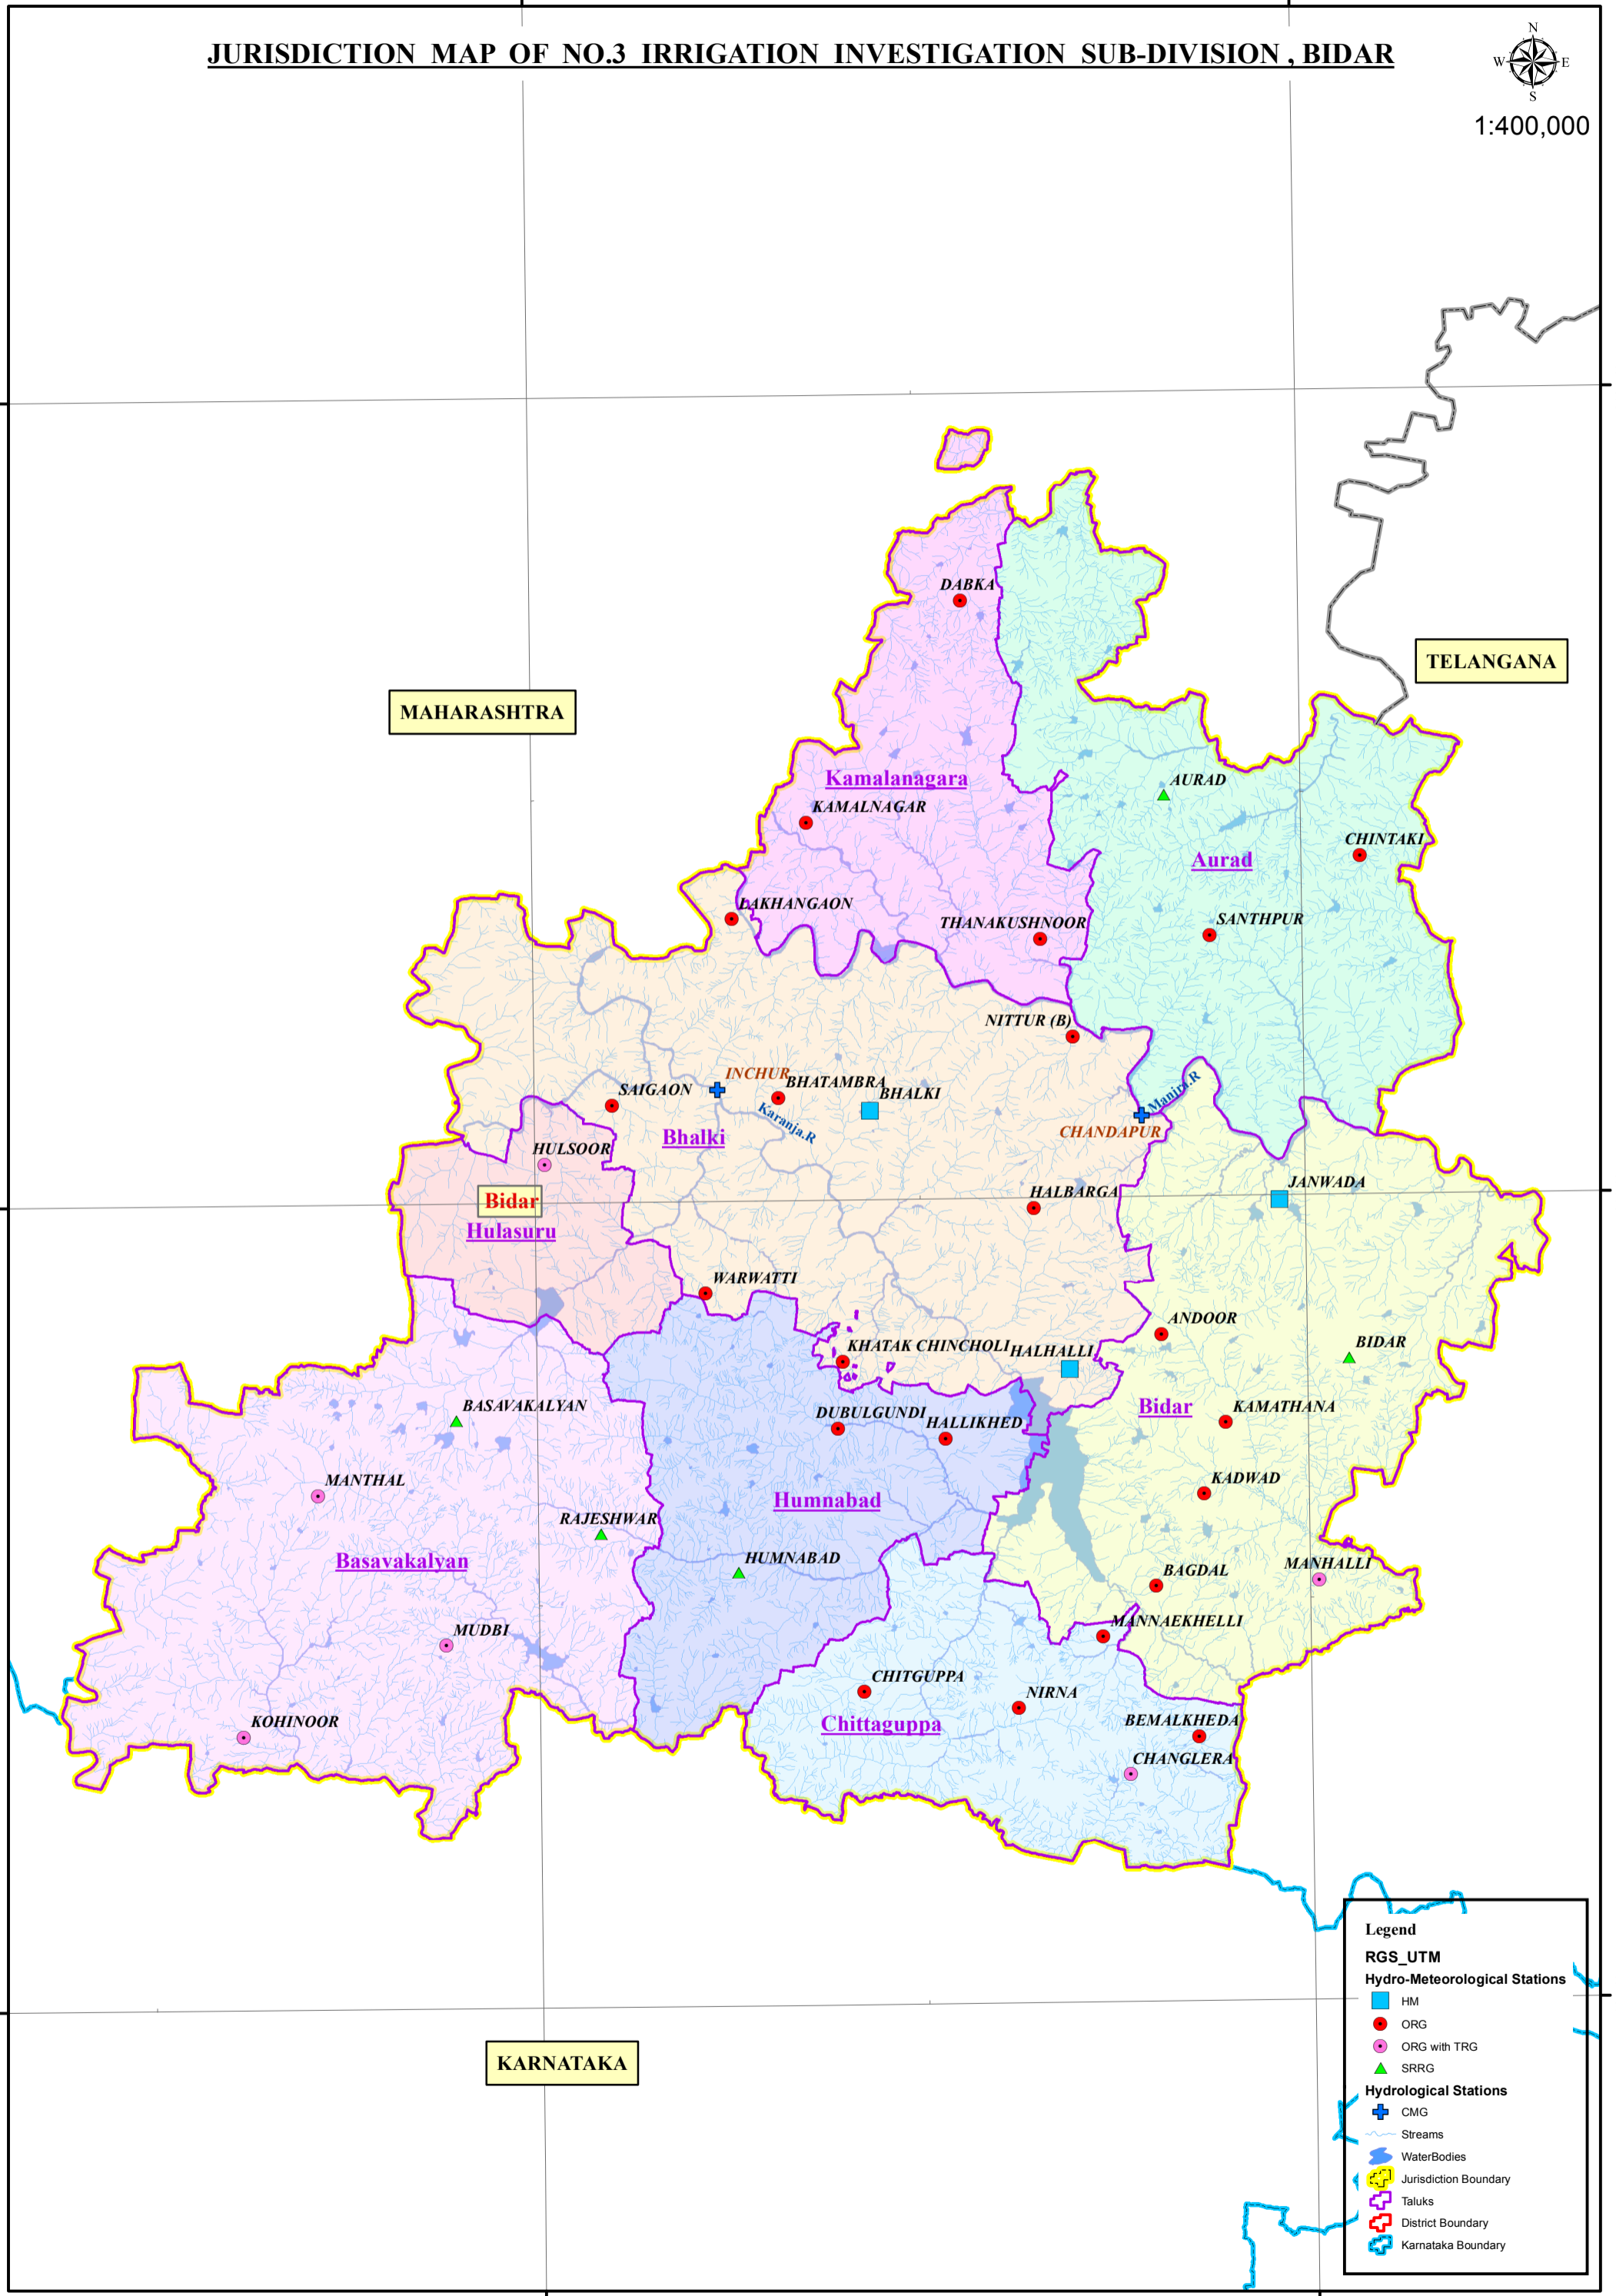 JURISDICTION MAP OF NO.3 IRRIGATION INVESTIGATION SUB-DIVISION , BIDAR
N
W E
S
1:400,000
DABKA
TELANGANA
MAHARASHTRA
Kamalanagara
AURAD
KAMALNAGAR
CHINTAKI
Aurad
LAKHANGAON
THANAKUSHNOOR
SANTHPUR
NITTUR (B)
INCHUR
BHATAMBRA
SAIGAON
BHALKI
Manjra.R
Karanja.R
CHANDAPUR
Bhalki
HULSOOR
JANWADA
HALBARGA
Bidar
Hulasuru
WARWATTI
ANDOOR
KHATAK CHINCHOLI
HALHALLI
BIDAR
BASAVAKALYAN
Bidar
KAMATHANA
DUBULGUNDI
HALLIKHED
MANTHAL
KADWAD
Humnabad
RAJESHWAR
Basavakalyan
HUMNABAD
MANHALLI
BAGDAL
MUDBI
MANNAEKHELLI
CHITGUPPA
NIRNA
KOHINOOR
Chittaguppa
BEMALKHEDA
CHANGLERA
KARNATAKA
Legend
RGS_UTM
Hydro-Meteorological Stations
HM
ORG
ORG with TRG
SRRG
Hydrological Stations
CMG
Streams
WaterBodies
Jurisdiction Boundary
Taluks
District Boundary
Karnataka Boundary